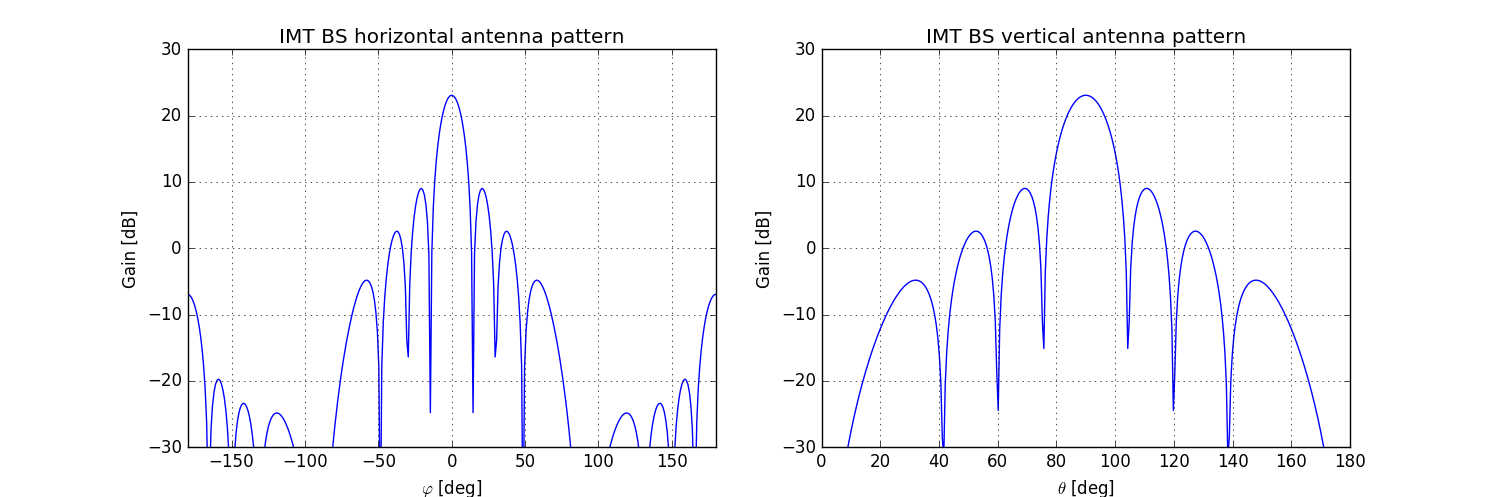 IMT BS horizontal antenna pattern
30
20
10
0
−10
−20
−30
Gain [dB]
−150 −100 −50 0 50 100 150
φ [deg]
IMT BS vertical antenna pattern
30
20
10
0
−10
−20
−30
Gain [dB]
0 20 40 60 80 100 120 140 160 180
θ [deg]